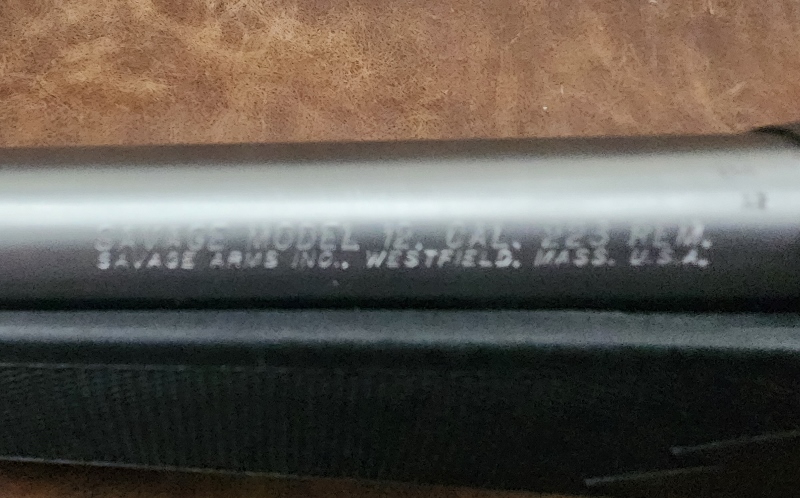 SAVAGE MODEL 12. CAL. 223 REM.
SAVAGE ARMS INC., WESTFIELD, MASS. U.S.A.